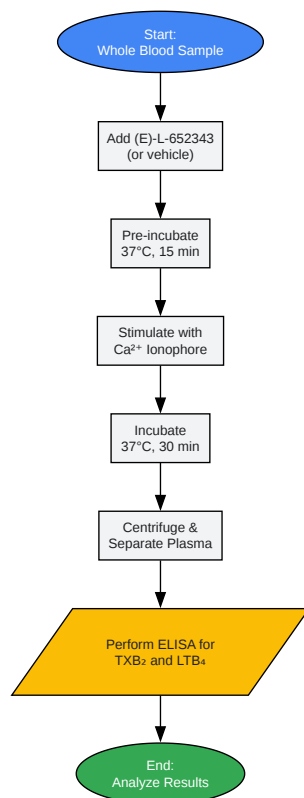 Start:
Whole Blood Sample
Add (E)-L-652343
(or vehicle)
Pre-incubate
37°C, 15 min
Stimulate with
Ca²⁺ Ionophore
Incubate
37°C, 30 min
Centrifuge &
Separate Plasma
Perform ELISA for
TXB₂ and LTB₄
End:
Analyze Results